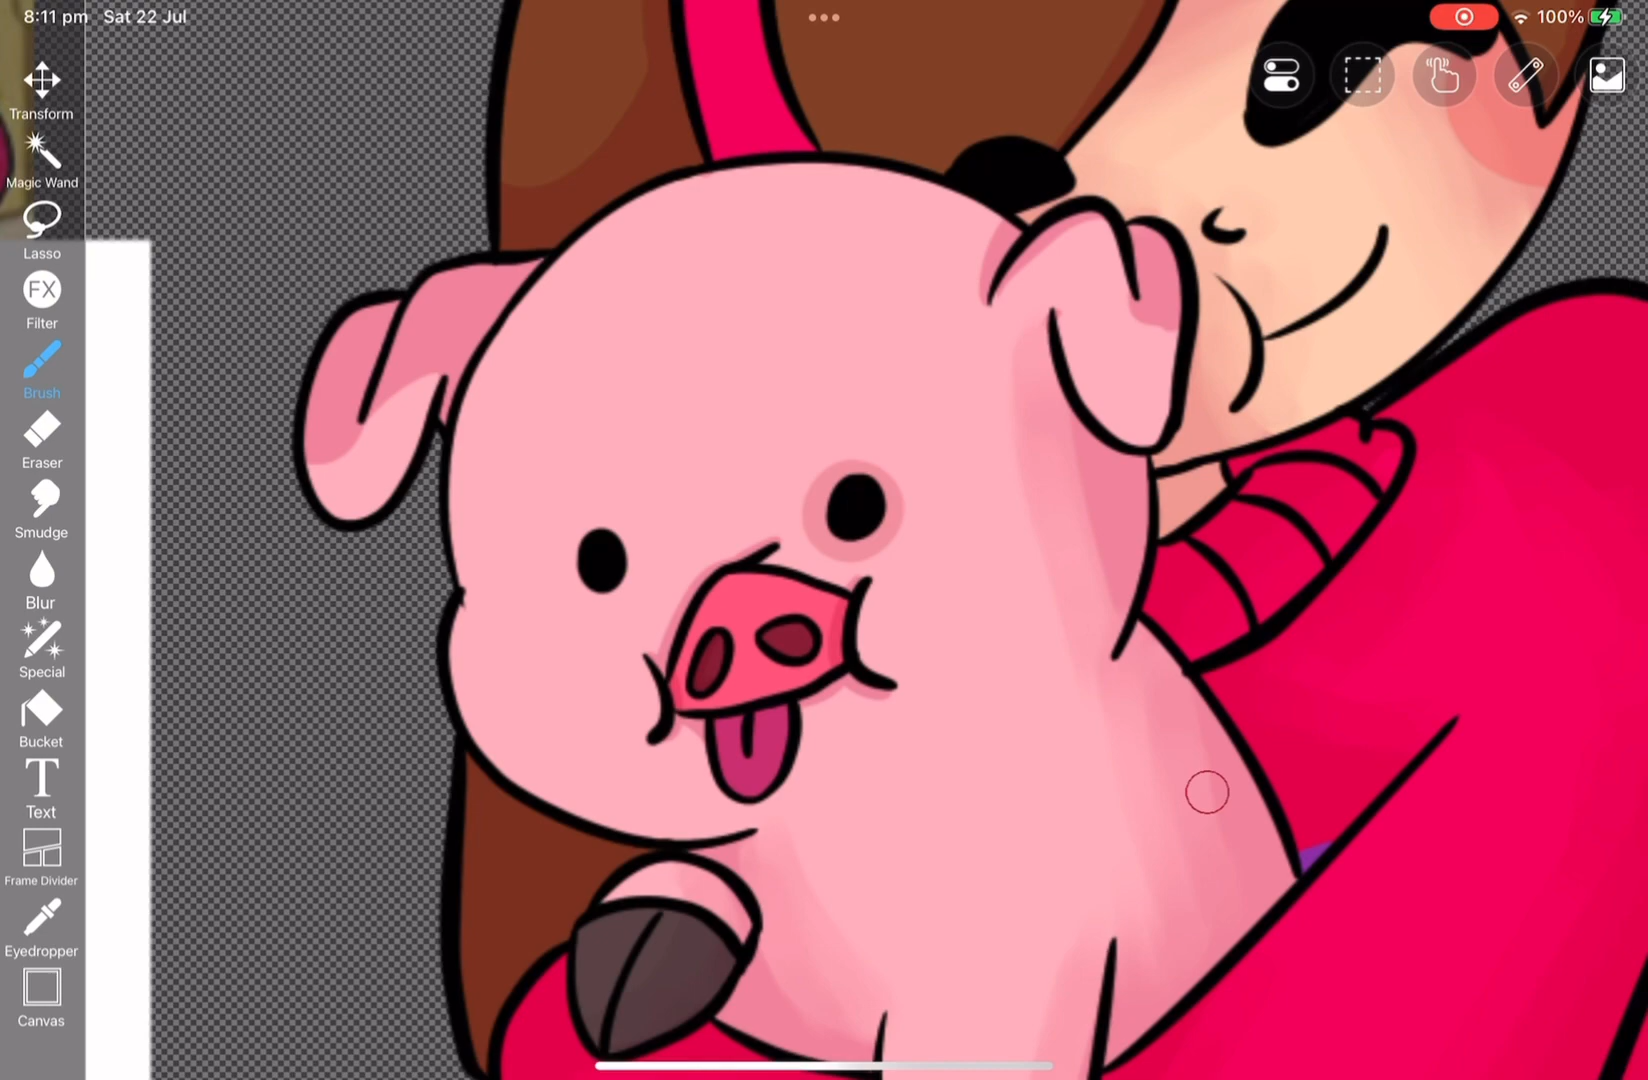 8:11 pm Sat 22 Jul
100%
Transform
Magic Wand
Lasso
FX
Filter
Brush
Eraser
Smudge
Blur
Special
Bucket
T
Text
Frame Divider
Eyedropper
Canvas